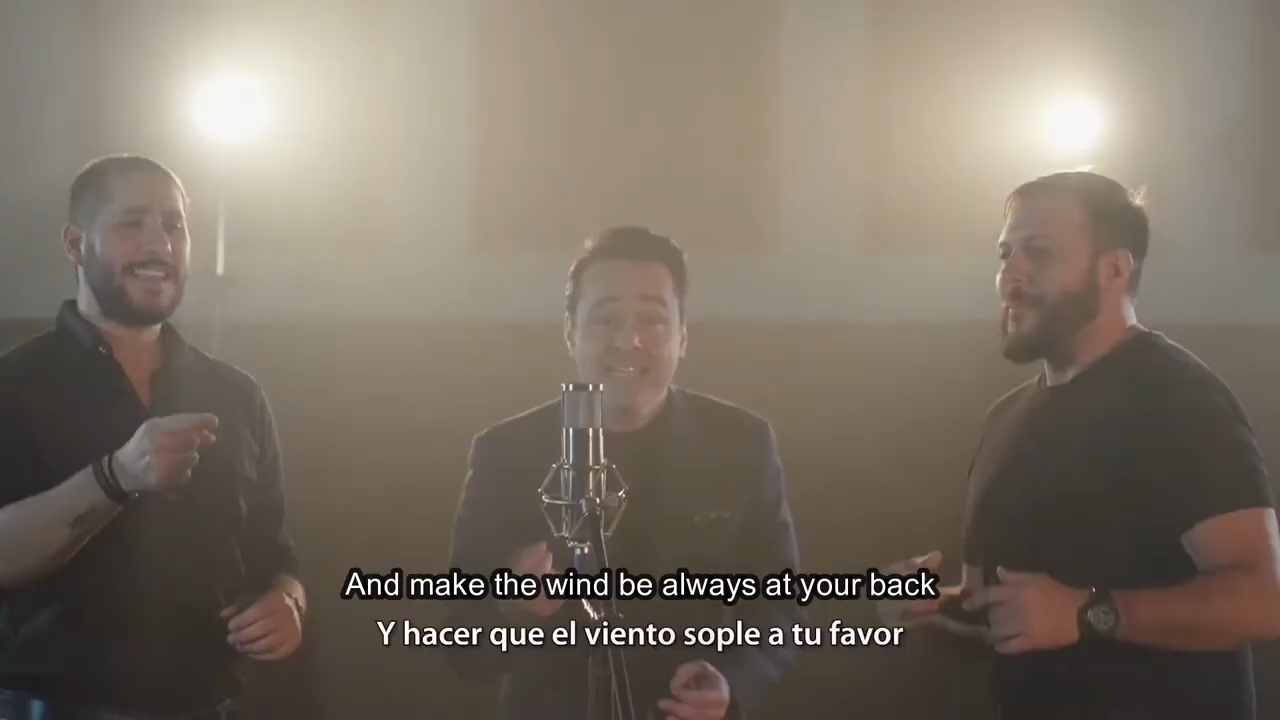 And make the wind be always at your back
Y hacer que el viento sople a tu favor